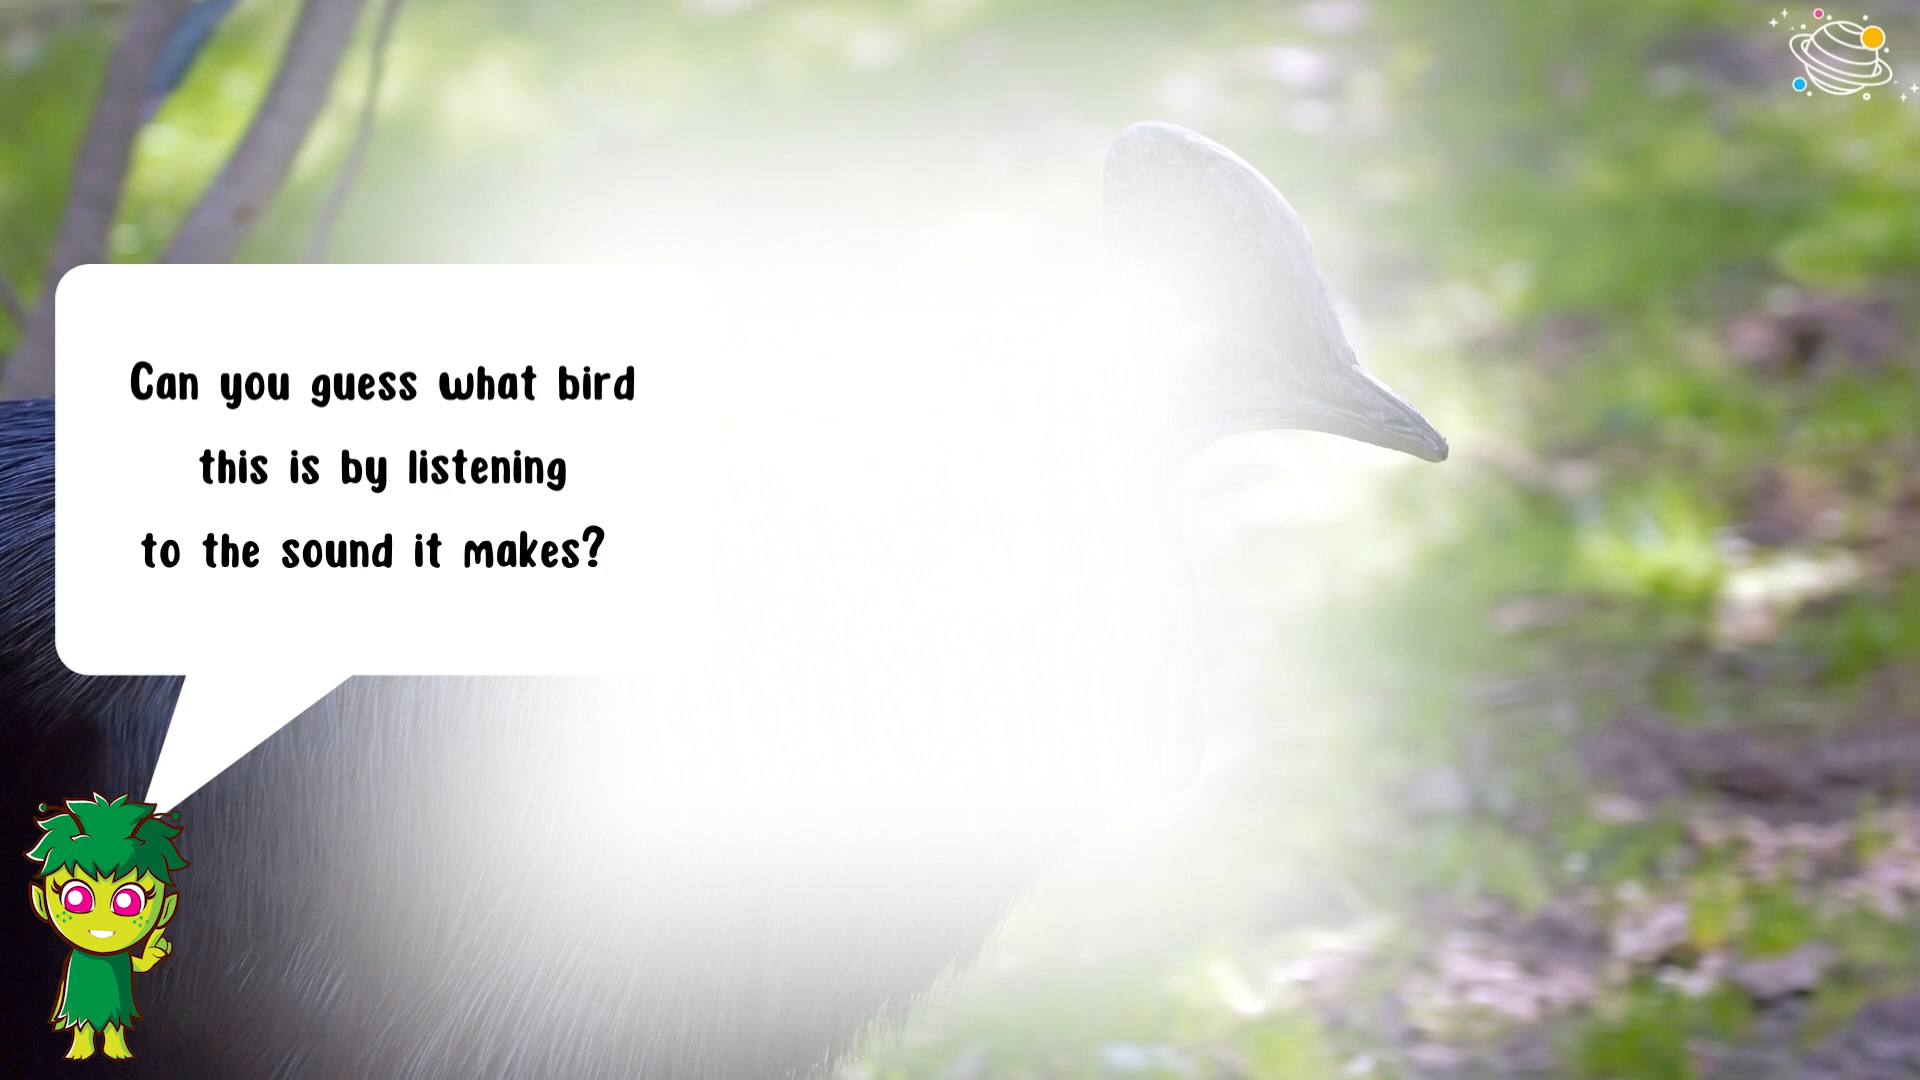 Can you guess what bird
this is by listening
to the sound it makes?